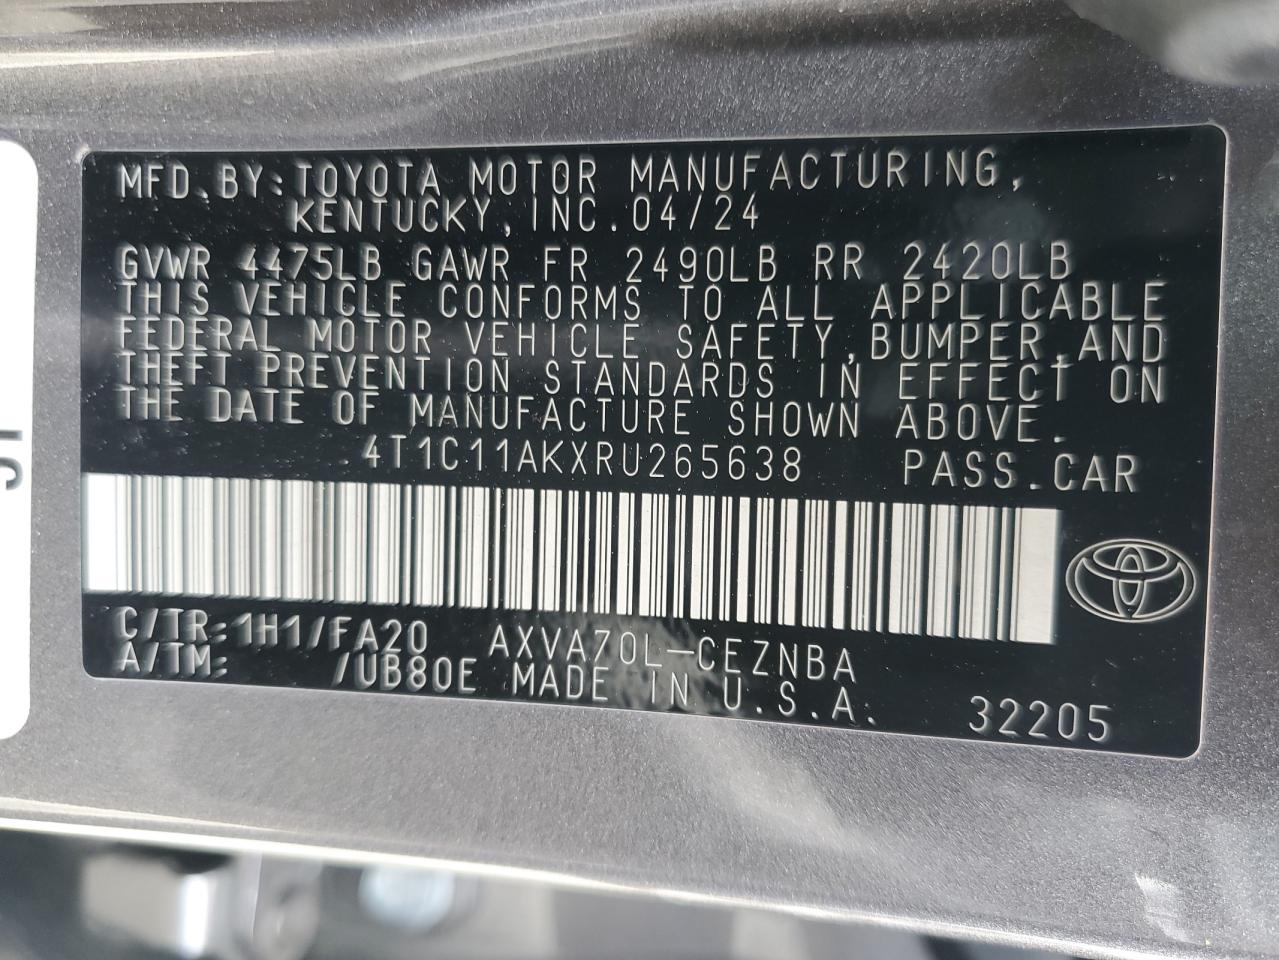 MFD.BY:TOYOTA MOTOR MANUFACTURING,
KENTUCKY,INC.04/24
GVWR 4475LB GAWR FR 2490LB RR 2420LB
THIS VEHICLE CONFORMS TO ALL APPLICABLE
FEDERAL MOTOR VEHICLE SAFETY,BUMPER,AND
THEFT PREVENTION STANDARDS IN EFFECT ON
THE DATE OF MANUFACTURE SHOWN ABOVE.
4T1C11AKXRU265638 PASS.CAR
C/TR:1H1/FA20 AXVA70L-CEZNBA
A/TM: /UB80E MADE IN U.S.A. 32205